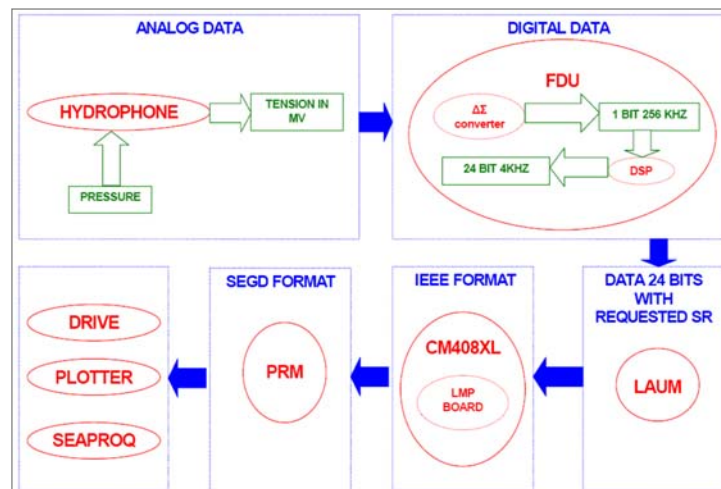 ANALOG DATA
HYDROPHONE
TENSION IN
MV
PRESSURE
DIGITAL DATA
FDU
ΔΣ
converter
1 BIT 256 KHZ
24 BIT 4KHZ
DSP
DATA 24 BITS
WITH
REQUESTED SR
LAUM
IEEE FORMAT
CM408XL
LMP
BOARD
SEGD FORMAT
PRM
DRIVE
PLOTTER
SEAPROQ